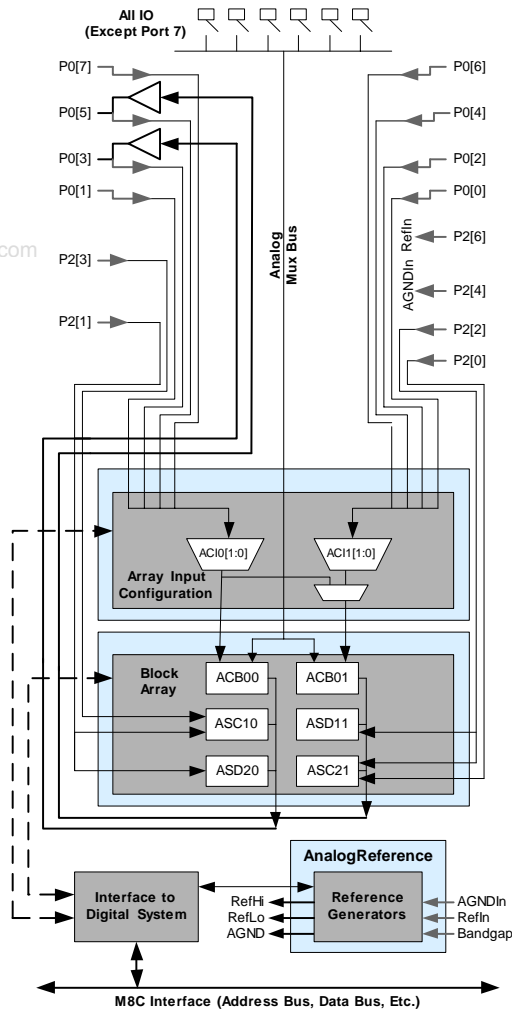 All IO
(Except Port 7)
P0[7]
P0[5]
P0[3]
P0[1]
P2[3]
P2[1]
P0[6]
P0[4]
P0[2]
P0[0]
P2[6]
P2[4]
P2[2]
P2[0]
AGNDIn RefIn
Analog
Mux Bus
com
ACI0[1:0]
ACI1[1:0]
Array Input
Configuration
Block
Array
ACB00
ACB01
ASC10
ASD11
ASD20
ASC21
AnalogReference
Interface to
Digital System
RefHi
RefLo
AGND
Reference
Generators
AGNDIn
RefIn
Bandgap
M8C Interface (Address Bus, Data Bus, Etc.)